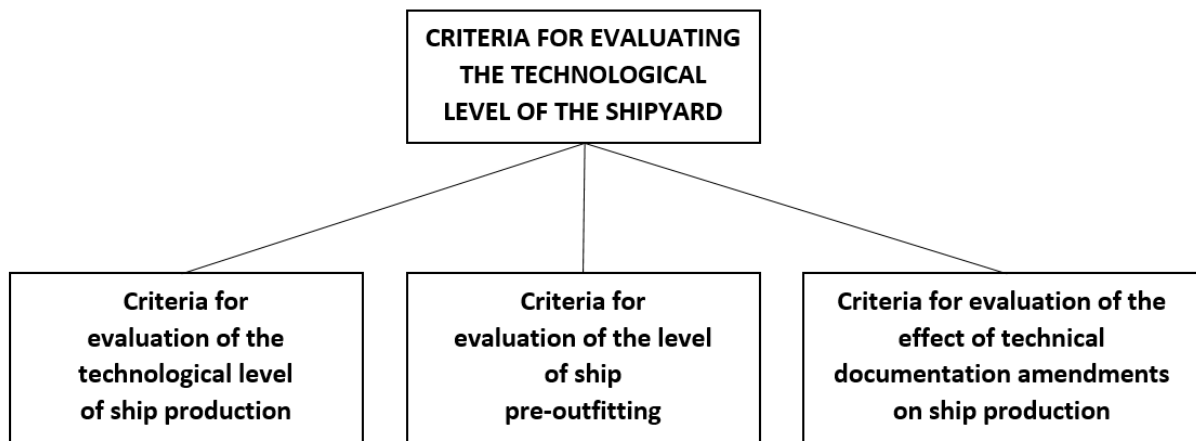 CRITERIA FOR EVALUATING
THE TECHNOLOGICAL
LEVEL OF THE SHIPYARD
Criteria for
evaluation of the
technological level
of ship production
Criteria for
evaluation of the level
of ship
pre-outfitting
Criteria for evaluation of the
effect of technical
documentation amendments
on ship production